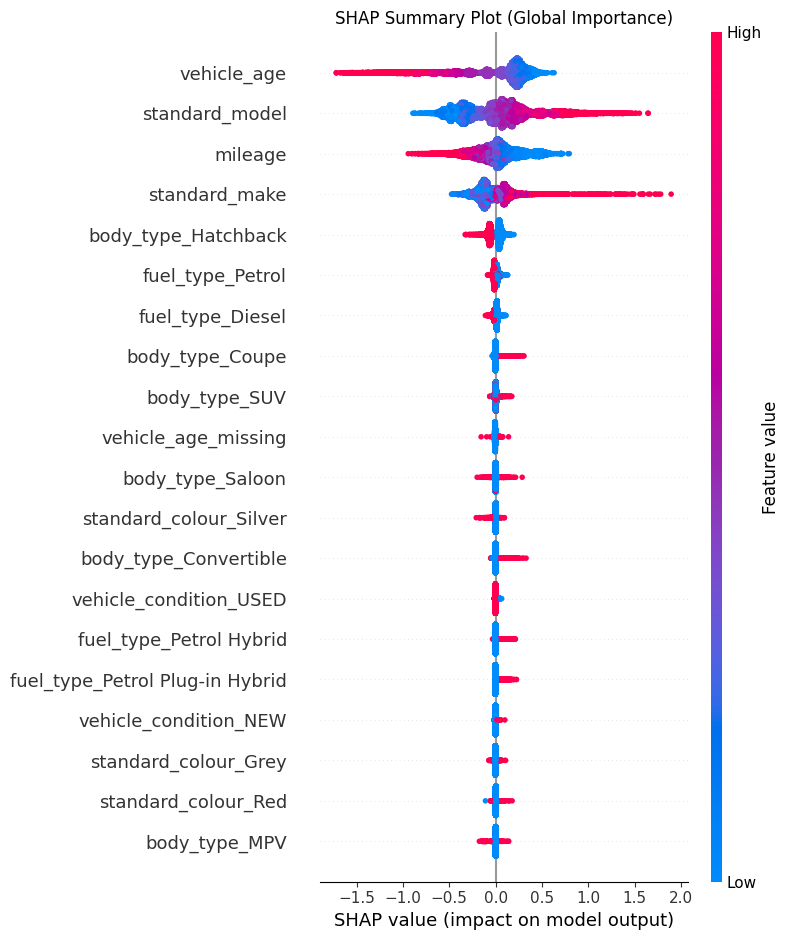 SHAP Summary Plot (Global Importance)
High
vehicle_age
standard_model
mileage
standard_make
body_type_Hatchback
fuel_type_Petrol
fuel_type_Diesel
body_type_Coupe
body_type_SUV
vehicle_age_missing
body_type_Saloon
standard_colour_Silver
body_type_Convertible
vehicle_condition_USED
fuel_type_Petrol Hybrid
fuel_type_Petrol Plug-in Hybrid
vehicle_condition_NEW
standard_colour_Grey
standard_colour_Red
body_type_MPV
Feature value
Low
−1.5 −1.0 −0.5 0.0 0.5 1.0 1.5 2.0
SHAP value (impact on model output)